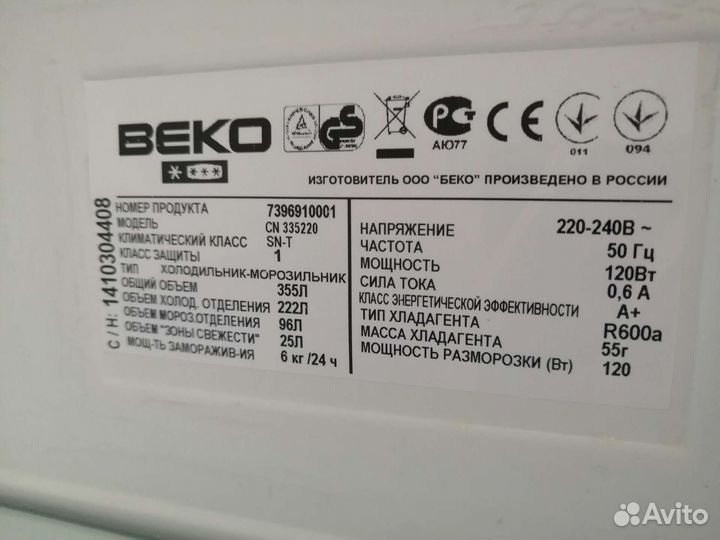 BEKO
GS
АЮ77
011
094
ИЗГОТОВИТЕЛЬ ООО "БЕКО" ПРОИЗВЕДЕНО В РОССИИ
С / Н: 1410304408
НОМЕР ПРОДУКТА 7396910001
МОДЕЛЬ CN 335220
КЛИМАТИЧЕСКИЙ КЛАСС SN-T
КЛАСС ЗАЩИТЫ 1
ТИП ХОЛОДИЛЬНИК-МОРОЗИЛЬНИК
ОБЩИЙ ОБЪЕМ 355Л
ОБЪЕМ ХОЛОД. ОТДЕЛЕНИЯ 222Л
ОБЪЕМ МОРОЗ.ОТДЕЛЕНИЯ 96Л
ОБЪЕМ "ЗОНЫ СВЕЖЕСТИ" 25Л
МОЩ-ТЬ ЗАМОРАЖИВ-ИЯ 6 кг/24 ч
НАПРЯЖЕНИЕ 220-240В ~
ЧАСТОТА 50 Гц
МОЩНОСТЬ 120Вт
СИЛА ТОКА 0,6 А
КЛАСС ЭНЕРГЕТИЧЕСКОЙ ЭФФЕКТИВНОСТИ А+
ТИП ХЛАДАГЕНТА R600a
МАССА ХЛАДАГЕНТА 55г
МОЩНОСТЬ РАЗМОРОЗКИ (Вт) 120
Avito